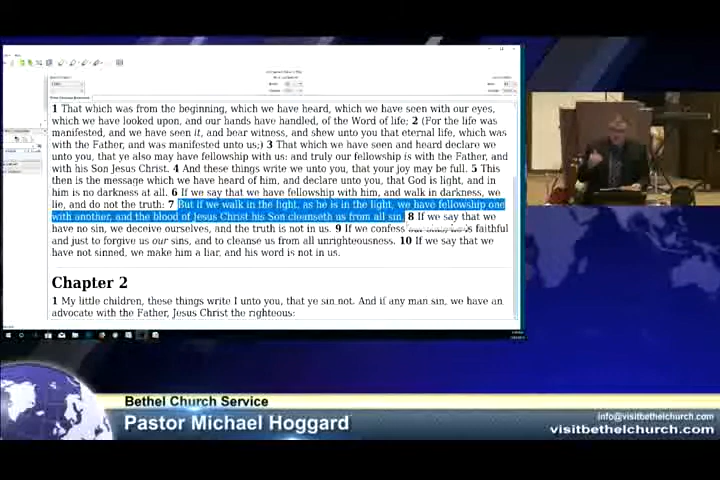 1 That which was from the beginning, which we have heard, which we have seen with our eyes,
which we have looked upon, and our hands have handled, of the Word of life; 2 (For the life was
manifested, and we have seen it, and bear witness, and shew unto you that eternal life, which was
with the Father, and was manifested unto us;) 3 That which we have seen and heard declare we
unto you, that ye also may have fellowship with us: and truly our fellowship is with the Father, and
with his Son Jesus Christ. 4 And these things write we unto you, that your joy may be full. 5 This
then is the message which we have heard of him, and declare unto you, that God is light, and in
him is no darkness at all. 6 If we say that we have fellowship with him, and walk in darkness, we
lie, and do not the truth: 7 But if we walk in the light, as he is in the light, we have fellowship one
with another, and the blood of Jesus Christ his Son cleanseth us from all sin. 8 If we say that we
have no sin, we deceive ourselves, and the truth is not in us. 9 If we confess is faithful
and just to forgive us our sins, and to cleanse us from all unrighteousness. 10 If we say that we
have not sinned, we make him a liar, and his word is not in us.
Chapter 2
1 My little children, these things write I unto you, that ye sin not. And if any man sin, we have an
advocate with the Father, Jesus Christ the righteous:
Bethel Church Service
Pastor Michael Hoggard
info@visitbethelchurch.com
visitbethelchurch.com